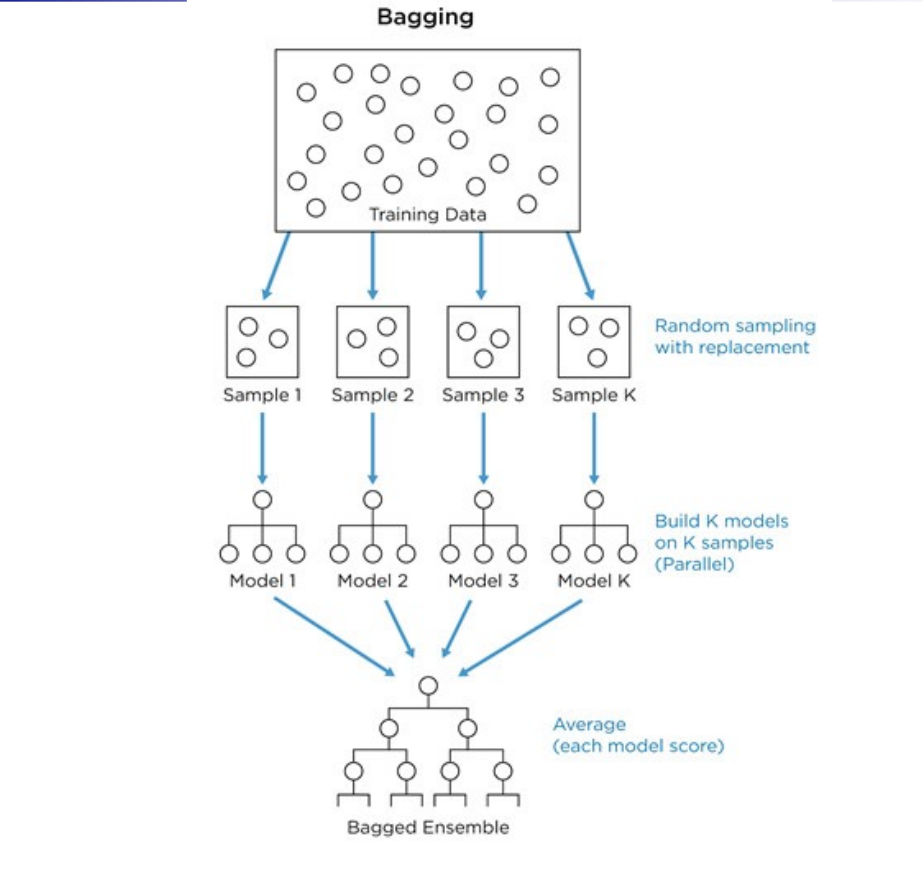 Bagging
Training Data
Random sampling
with replacement
Sample 1
Sample 2
Sample 3
Sample K
Build K models
on K samples
(Parallel)
Model 1
Model 2
Model 3
Model K
Average
(each model score)
Bagged Ensemble